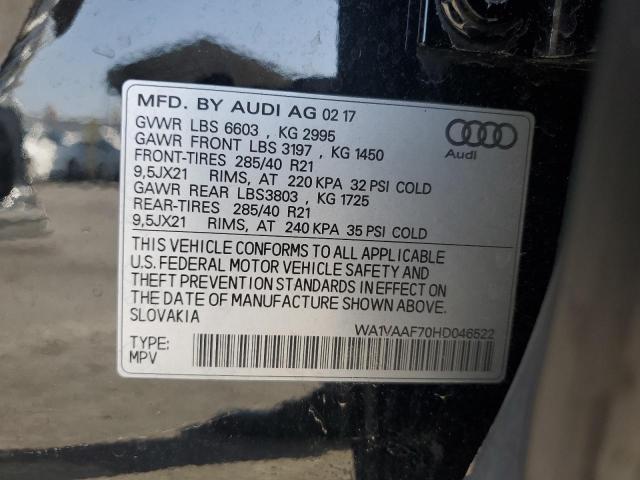 MFD. BY AUDI AG 02 17
GVWR LBS 6603 , KG 2995
GAWR FRONT LBS 3197 , KG 1450
FRONT-TIRES 285/40 R21
9,5JX21 RIMS, AT 220 KPA 32 PSI COLD
GAWR REAR LBS3803 , KG 1725
REAR-TIRES 285/40 R21
9,5JX21 RIMS, AT 240 KPA 35 PSI COLD
THIS VEHICLE CONFORMS TO ALL APPLICABLE
U.S. FEDERAL MOTOR VEHICLE SAFETY AND
THEFT PREVENTION STANDARDS IN EFFECT ON
THE DATE OF MANUFACTURE SHOWN ABOVE.
SLOVAKIA
Audi
WA1VAAF70HD046522
TYPE:
MPV